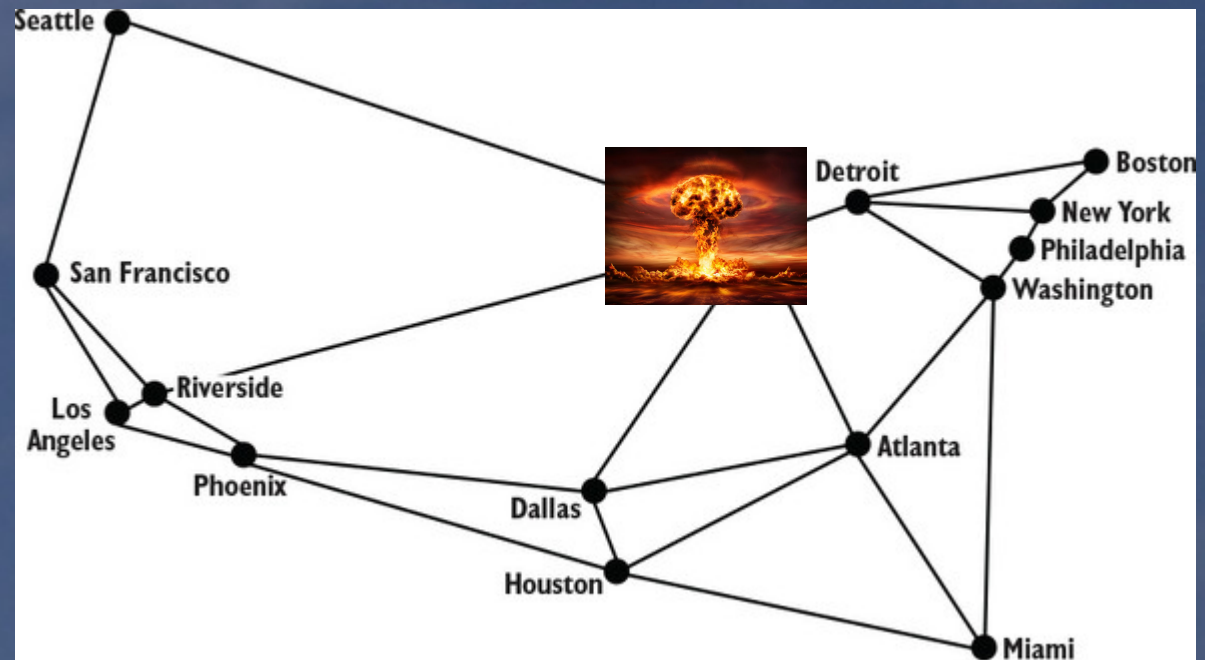 Seattle
Detroit
Boston
New York
San Francisco
Philadelphia
Washington
Riverside
Los
Angeles
Atlanta
Phoenix
Dallas
Houston
Miami